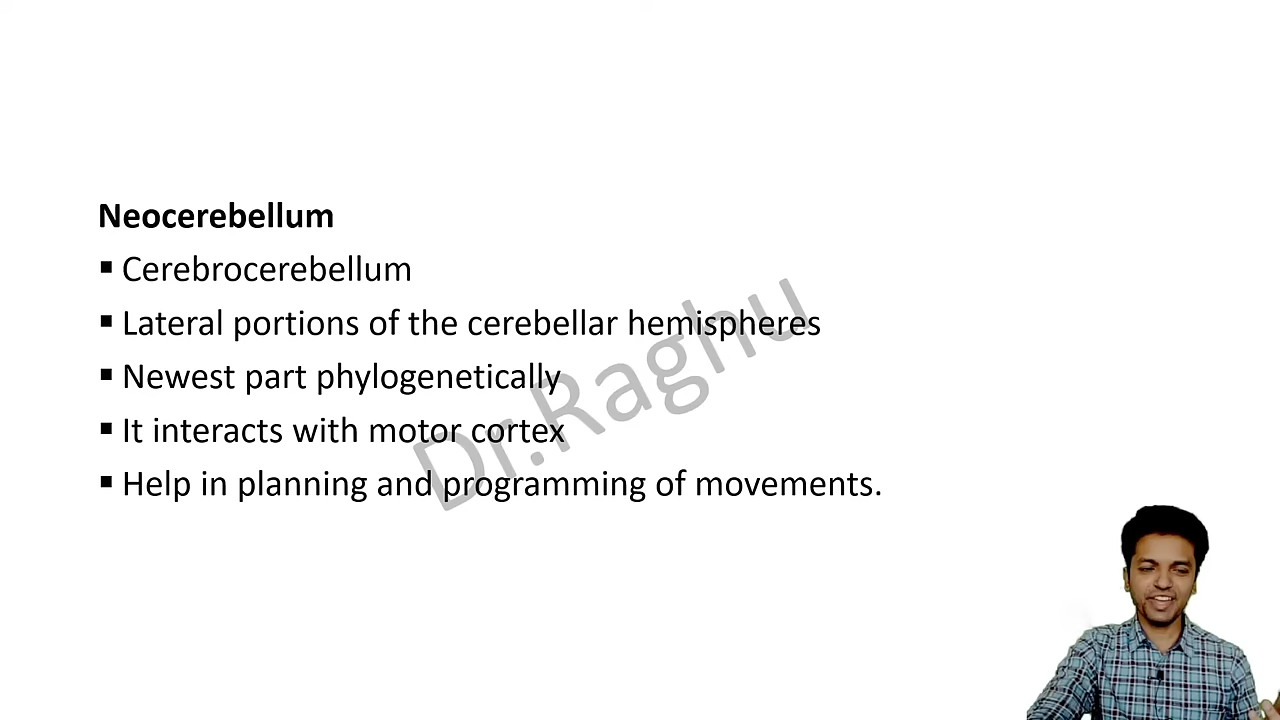 Neocerebellum
▪ Cerebrocerebellum
▪ Lateral portions of the cerebellar hemispheres
▪ Newest part phylogenetically
▪ It interacts with motor cortex
▪ Help in planning and programming of movements.
Dr.Raghu